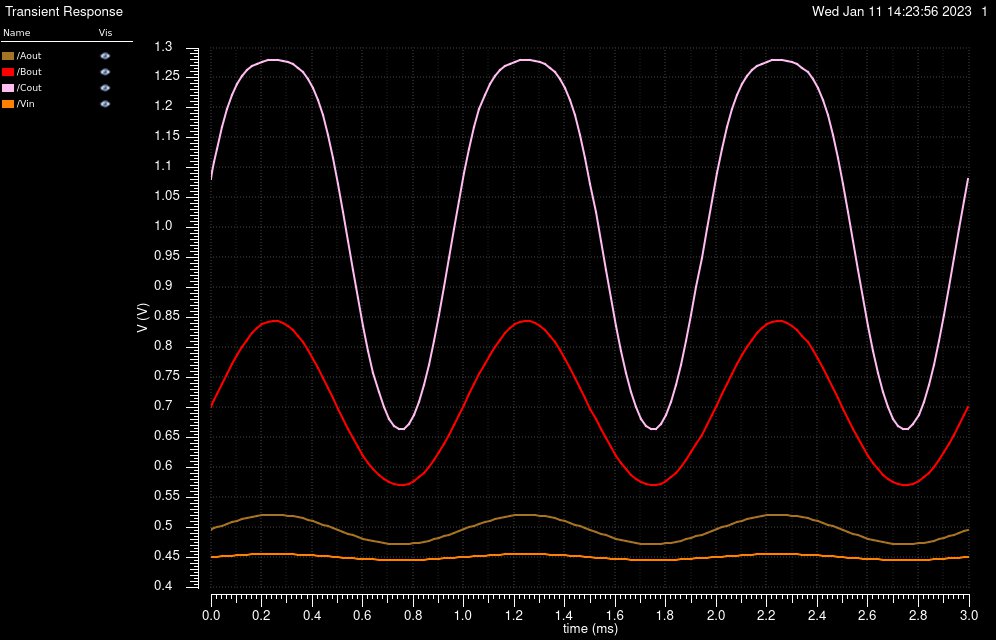 Transient Response
Wed Jan 11 14:23:56 2023 1
Name Vis
/Aout
/Bout
/Cout
/Vin
1.3
1.25
1.2
1.15
1.1
1.05
1.0
0.95
0.9
0.85
0.8
0.75
0.7
0.65
0.6
0.55
0.5
0.45
0.4
V (V)
0.0 0.2 0.4 0.6 0.8 1.0 1.2 1.4 1.6 1.8 2.0 2.2 2.4 2.6 2.8 3.0
time (ms)